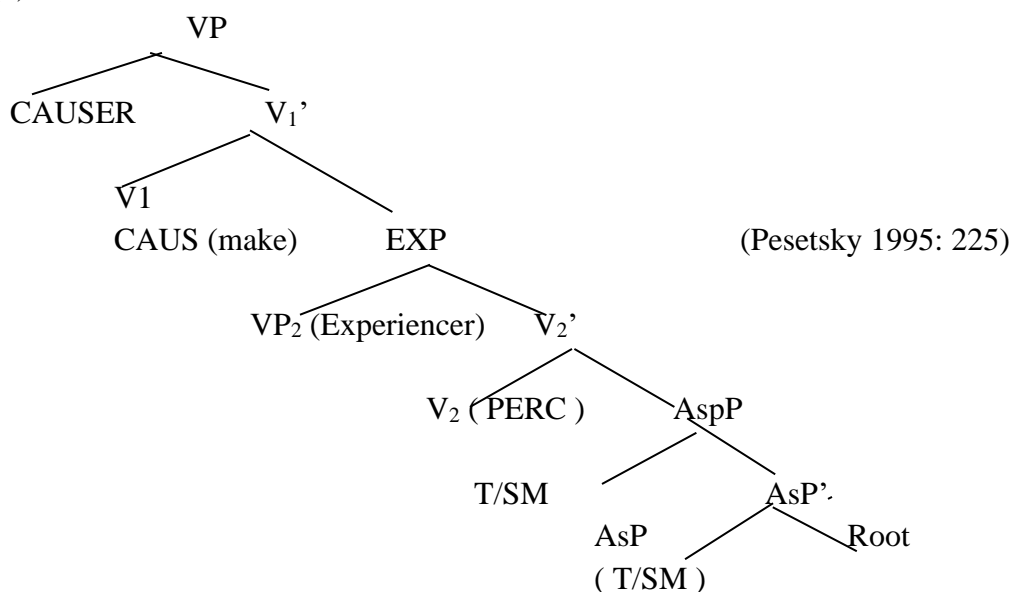 VP
CAUSER V₁’
V1
CAUS (make) EXP (Pesetsky 1995: 225)
VP₂ (Experiencer) V₂’
V₂ ( PERC ) AspP
T/SM AsP’
AsP Root
( T/SM )